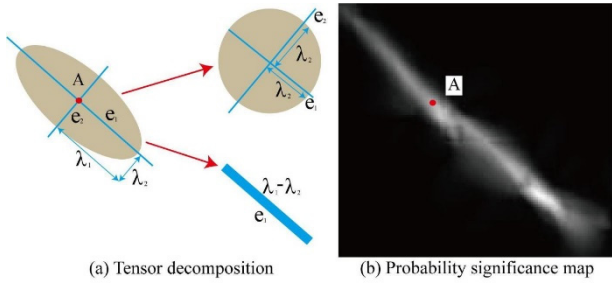 A
e₂
e₁
λ₁
λ₂
e₂
λ₂
λ₂
e₁
λ₁-λ₂
e₁
A
(a) Tensor decomposition
(b) Probability significance map